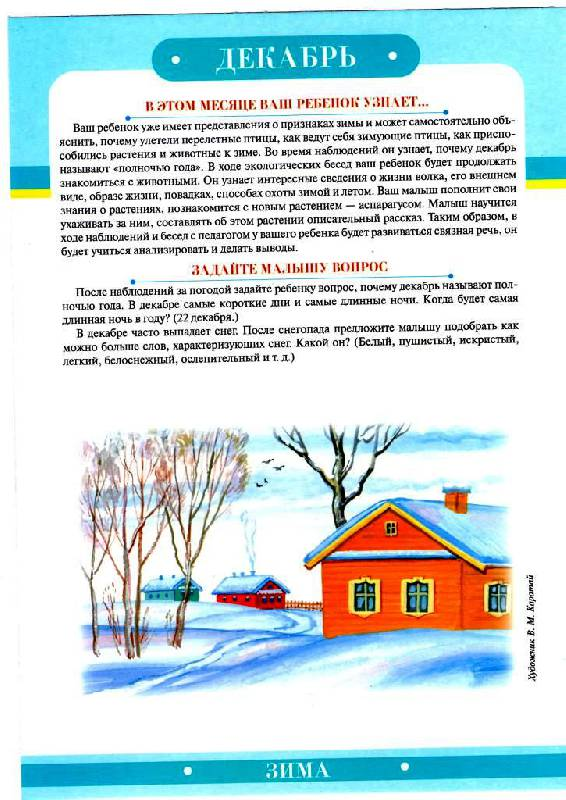 ДЕКАБРЬ
В ЭТОМ МЕСЯЦЕ ВАШ РЕБЕНОК УЗНАЕТ...
Ваш ребенок уже имеет представления о признаках зимы и может самостоятельно объ-
яснить, почему улетели перелетные птицы, как ведут себя зимующие птицы, как приспо-
собились растения и животные к зиме. Во время наблюдений он узнает, почему декабрь
называют «полночью года». В ходе экологических бесед ваш ребенок будет продолжать
знакомиться с животными. Он узнает интересные сведения о жизни волка, его внешнем
виде, образе жизни, повадках, способах охоты зимой и летом. Ваш малыш пополнит свои
знания о растениях, познакомится с новым растением — аспарагусом. Малыш научится
ухаживать за ним, составлять об этом растении описательный рассказ. Таким образом, в
ходе наблюдений и бесед с педагогом у вашего ребенка будет развиваться связная речь, он
будет учиться анализировать и делать выводы.
ЗАДАЙТЕ МАЛЫШУ ВОПРОС
После наблюдений за погодой задайте ребенку вопрос, почему декабрь называют пол-
ночью года. В декабре самые короткие дни и самые длинные ночи. Когда будет самая
длинная ночь в году? (22 декабря.)
В декабре часто выпадает снег. После снегопада предложите малышу подобрать как
можно больше слов, характеризующих снег. Какой он? (Белый, пушистый, искристый,
легкий, белоснежный, ослепительный и т. д.)
Художник В. М. Каратай
ЗИМА